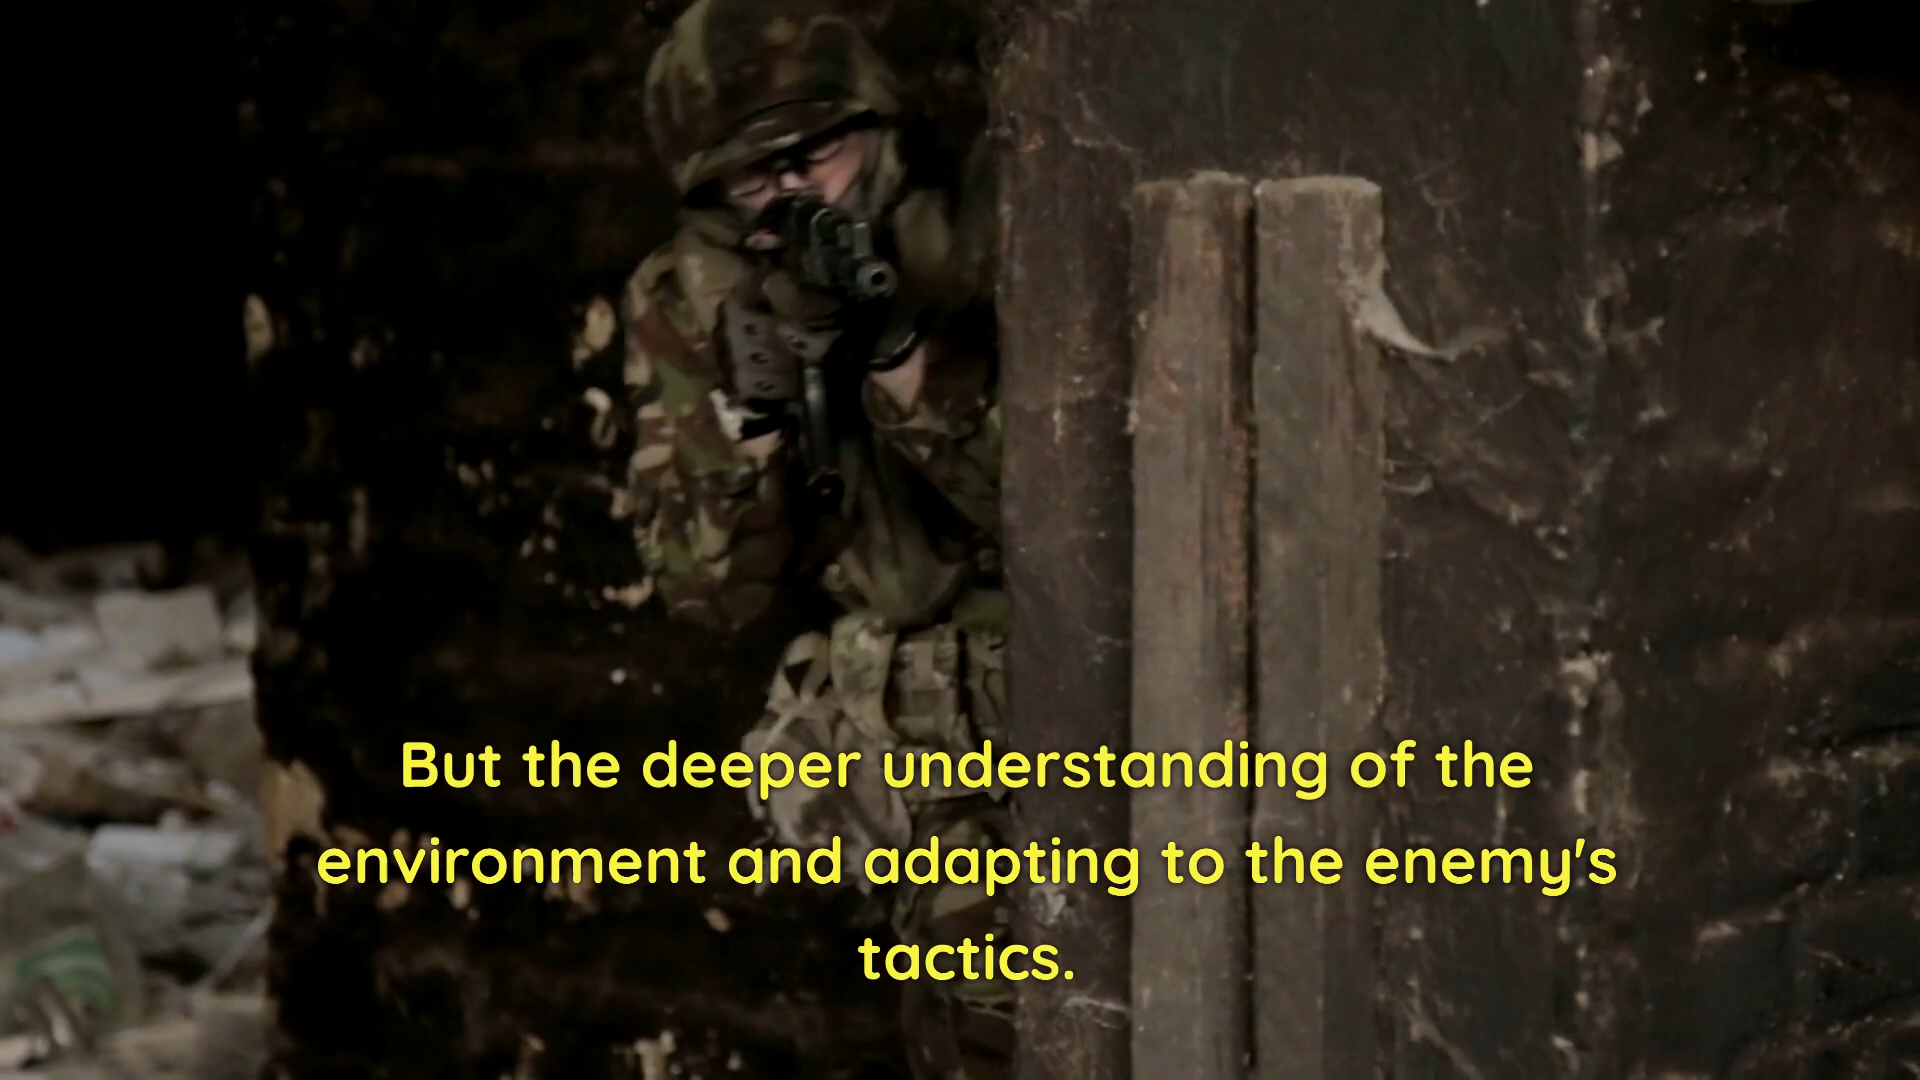 But the deeper understanding of the
environment and adapting to the enemy's
tactics.